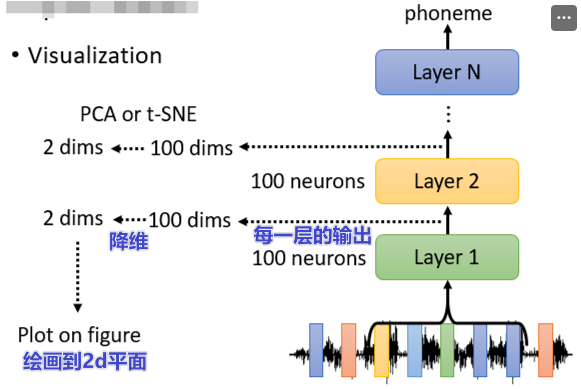 phoneme
• Visualization
Layer N
PCA or t-SNE
2 dims
100 dims
100 neurons
Layer 2
2 dims
100 dims
降维
每一层的输出
100 neurons
Layer 1
Plot on figure
绘画到2d平面